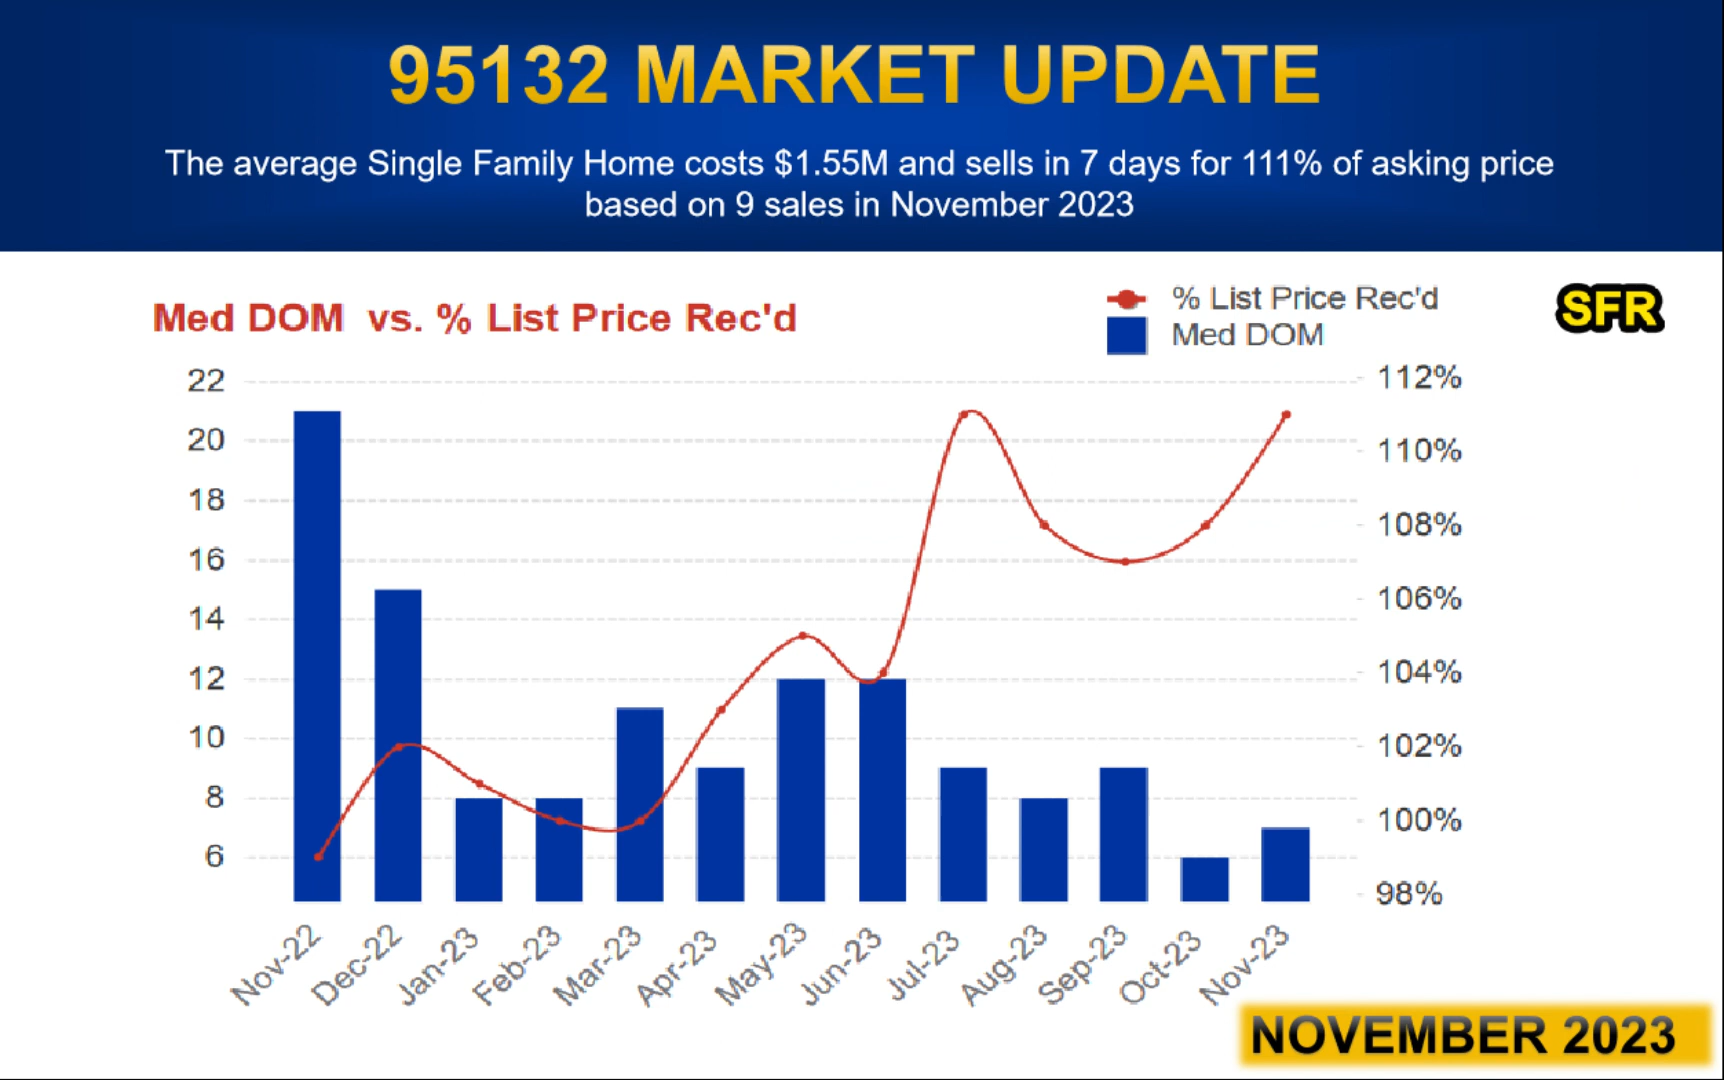 95132 MARKET UPDATE
The average Single Family Home costs $1.55M and sells in 7 days for 111% of asking price
based on 9 sales in November 2023
Med DOM vs. % List Price Rec'd
% List Price Rec'd
Med DOM
SFR
22
20
18
16
14
12
10
8
6
112%
110%
108%
106%
104%
102%
100%
98%
Nov-22
Dec-22
Jan-23
Feb-23
Mar-23
Apr-23
May-23
Jun-23
Jul-23
Aug-23
Sep-23
Oct-23
Nov-23
NOVEMBER 2023